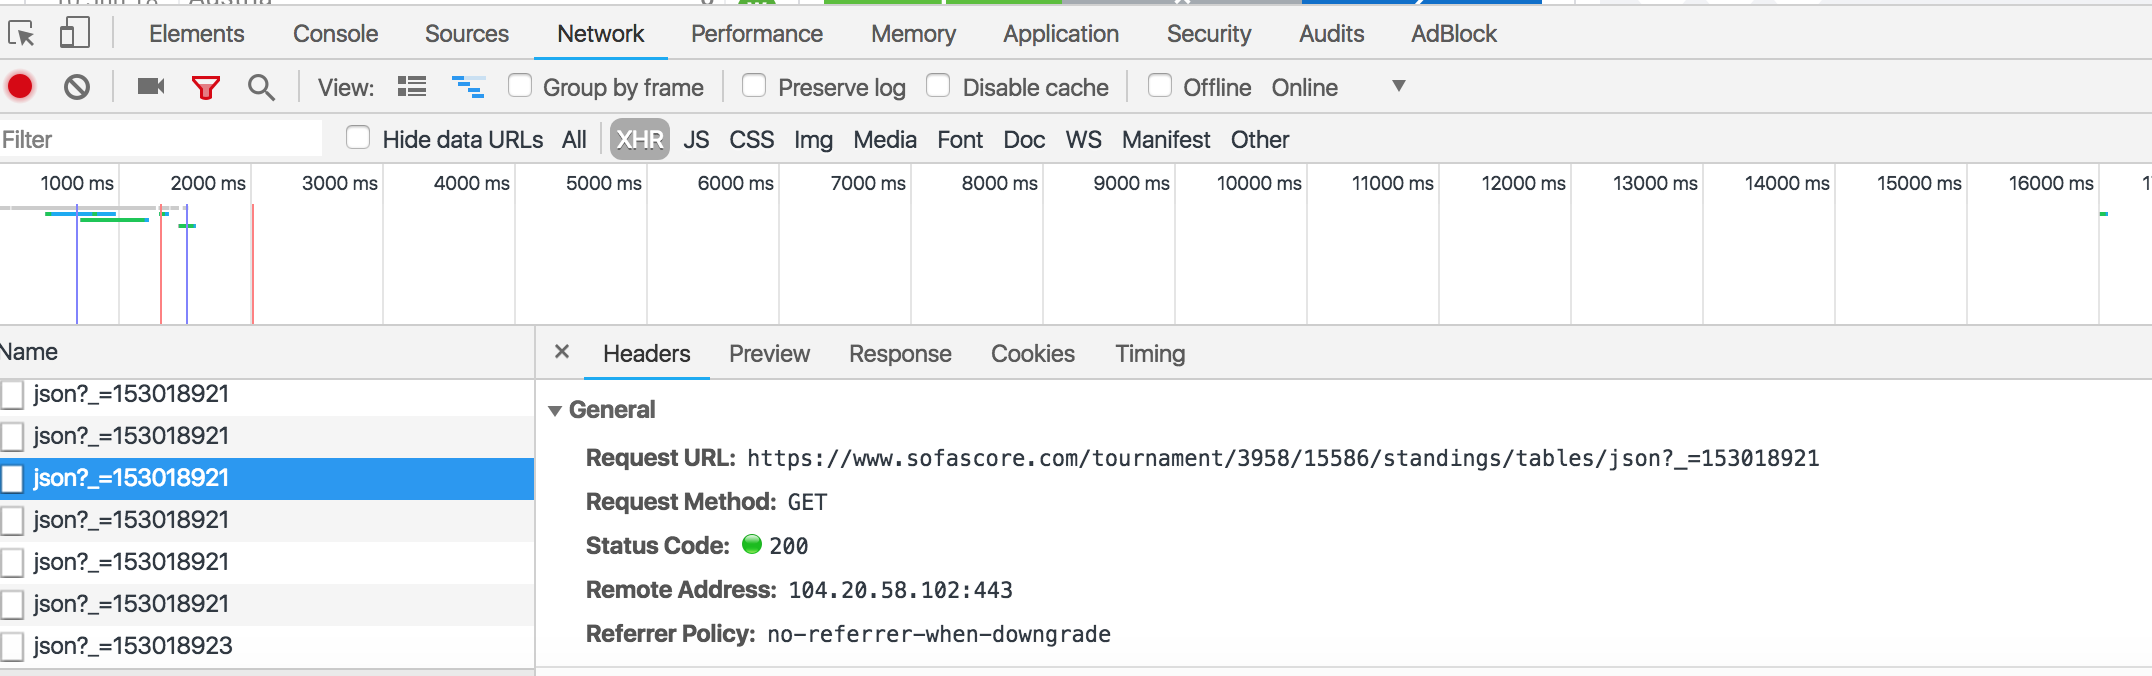 Elements Console Sources Network Performance Memory Application Security Audits AdBlock
View: Group by frame Preserve log Disable cache Offline Online
Filter Hide data URLs All XHR JS CSS Img Media Font Doc WS Manifest Other
1000 ms 2000 ms 3000 ms 4000 ms 5000 ms 6000 ms 7000 ms 8000 ms 9000 ms 10000 ms 11000 ms 12000 ms 13000 ms 14000 ms 15000 ms 16000 ms
Name
json?_=153018921
json?_=153018921
json?_=153018921
json?_=153018921
json?_=153018921
json?_=153018921
json?_=153018923
× Headers Preview Response Cookies Timing
General
Request URL: https://www.sofascore.com/tournament/3958/15586/standings/tables/json?_=153018921
Request Method: GET
Status Code: 200
Remote Address: 104.20.58.102:443
Referrer Policy: no-referrer-when-downgrade